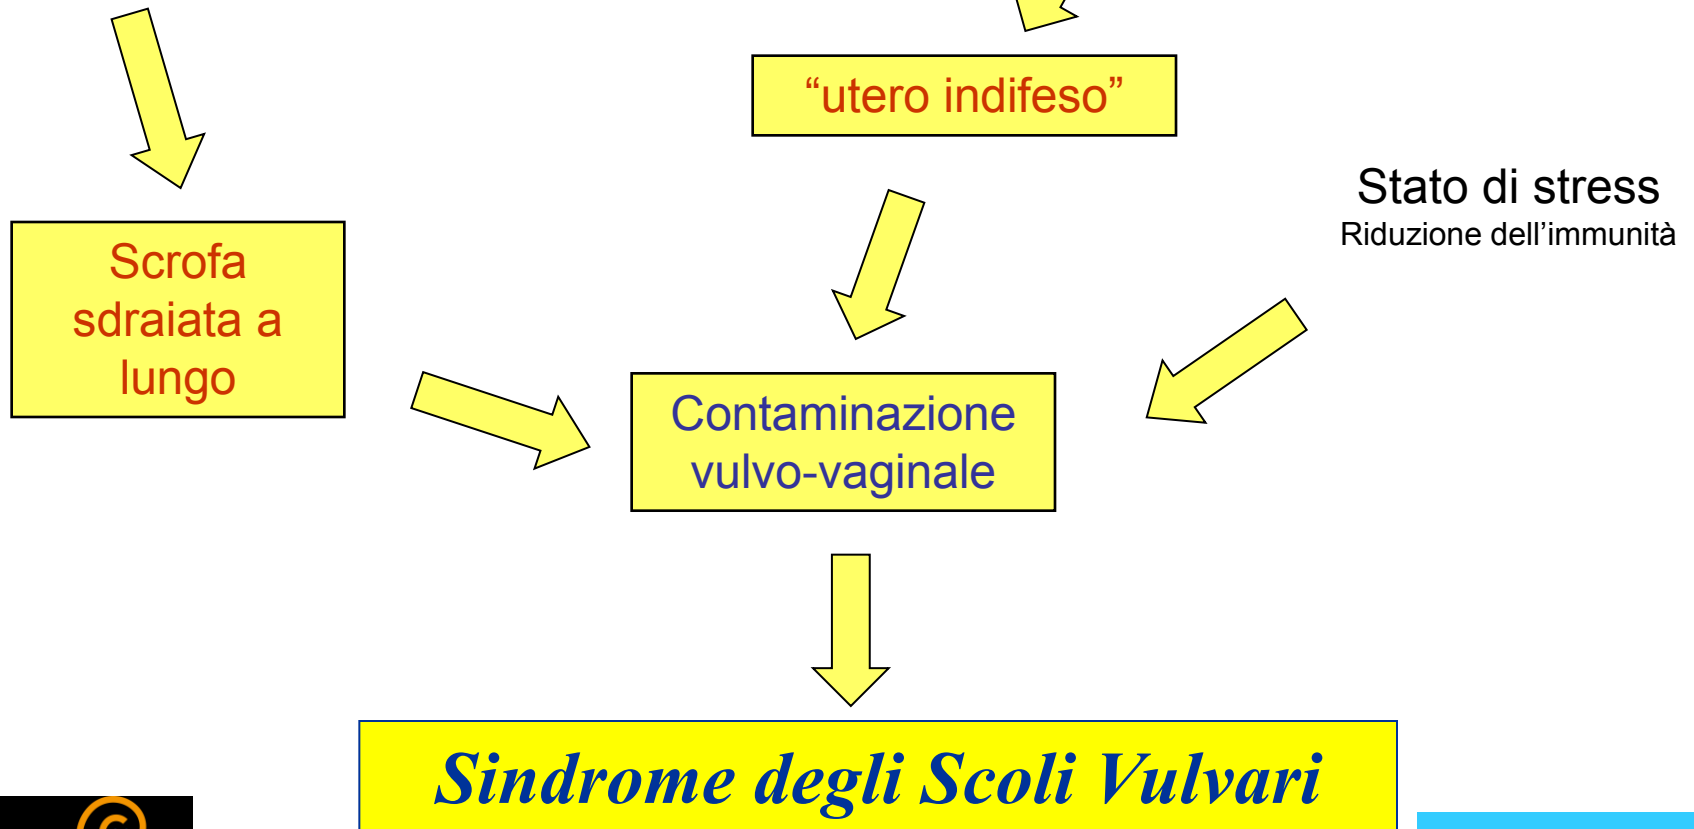 “utero indifeso”
Stato di stress
Riduzione dell’immunità
Scrofa
sdraiata a
lungo
Contaminazione
vulvo-vaginale
Sindrome degli Scoli Vulvari
©